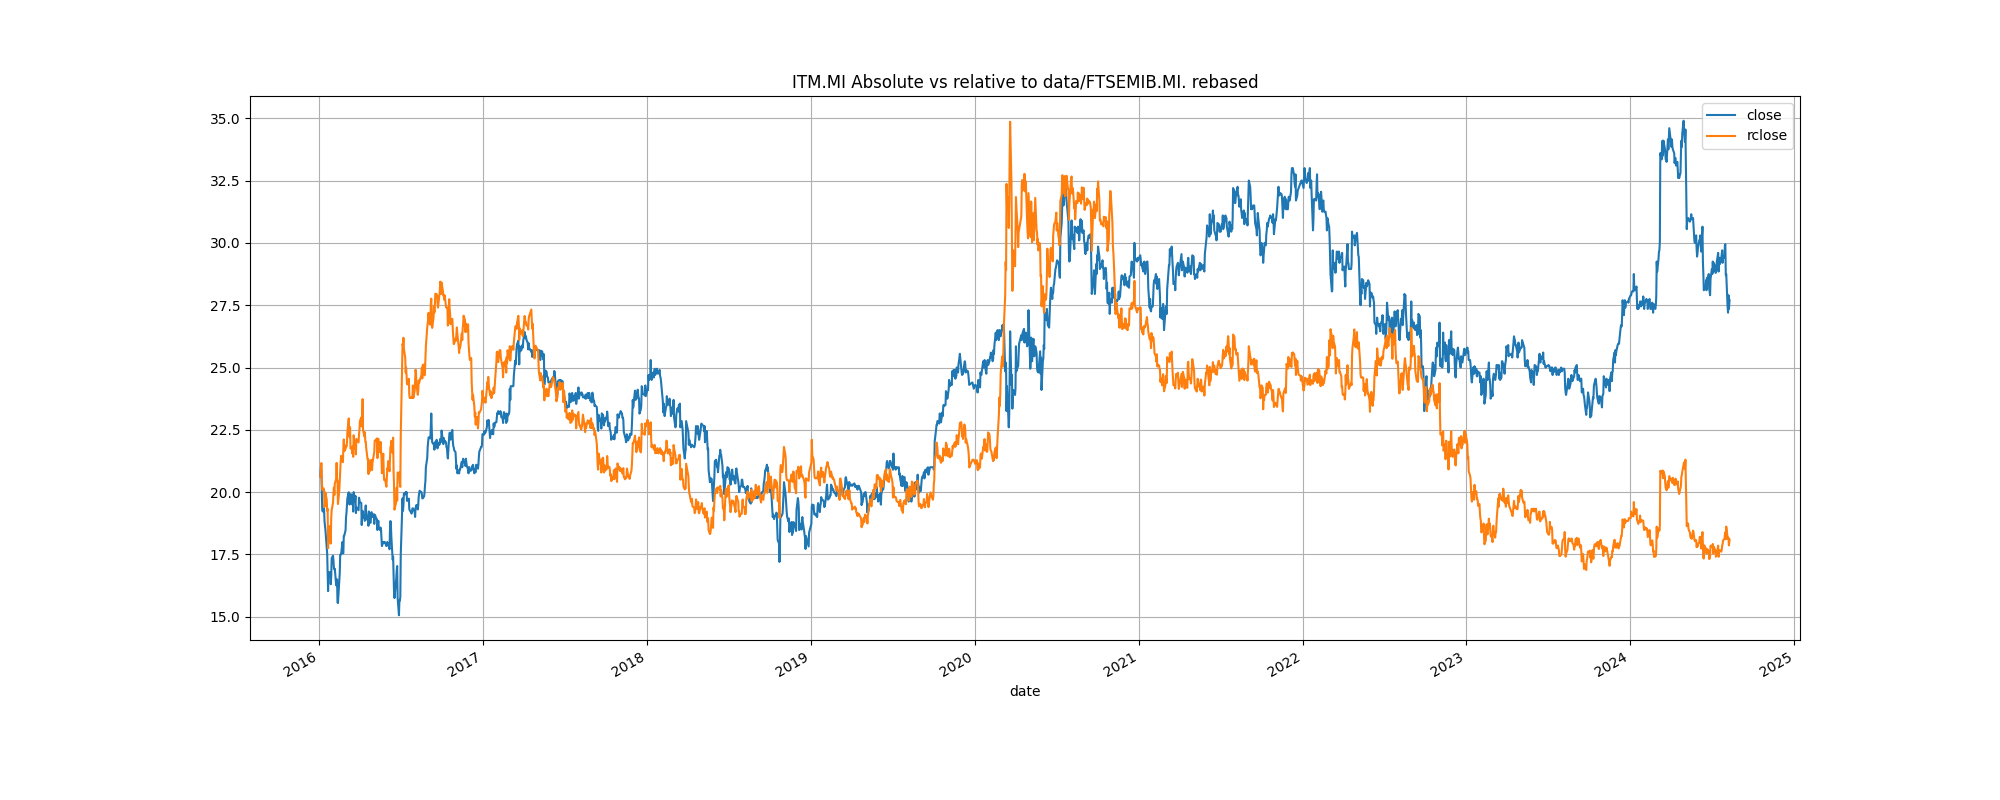 ITM.MI Absolute vs relative to data/FTSEMIB.MI. rebased
close
rclose
35.0
32.5
30.0
27.5
25.0
22.5
20.0
17.5
15.0
2016 2017 2018 2019 2020 2021 2022 2023 2024 2025
date